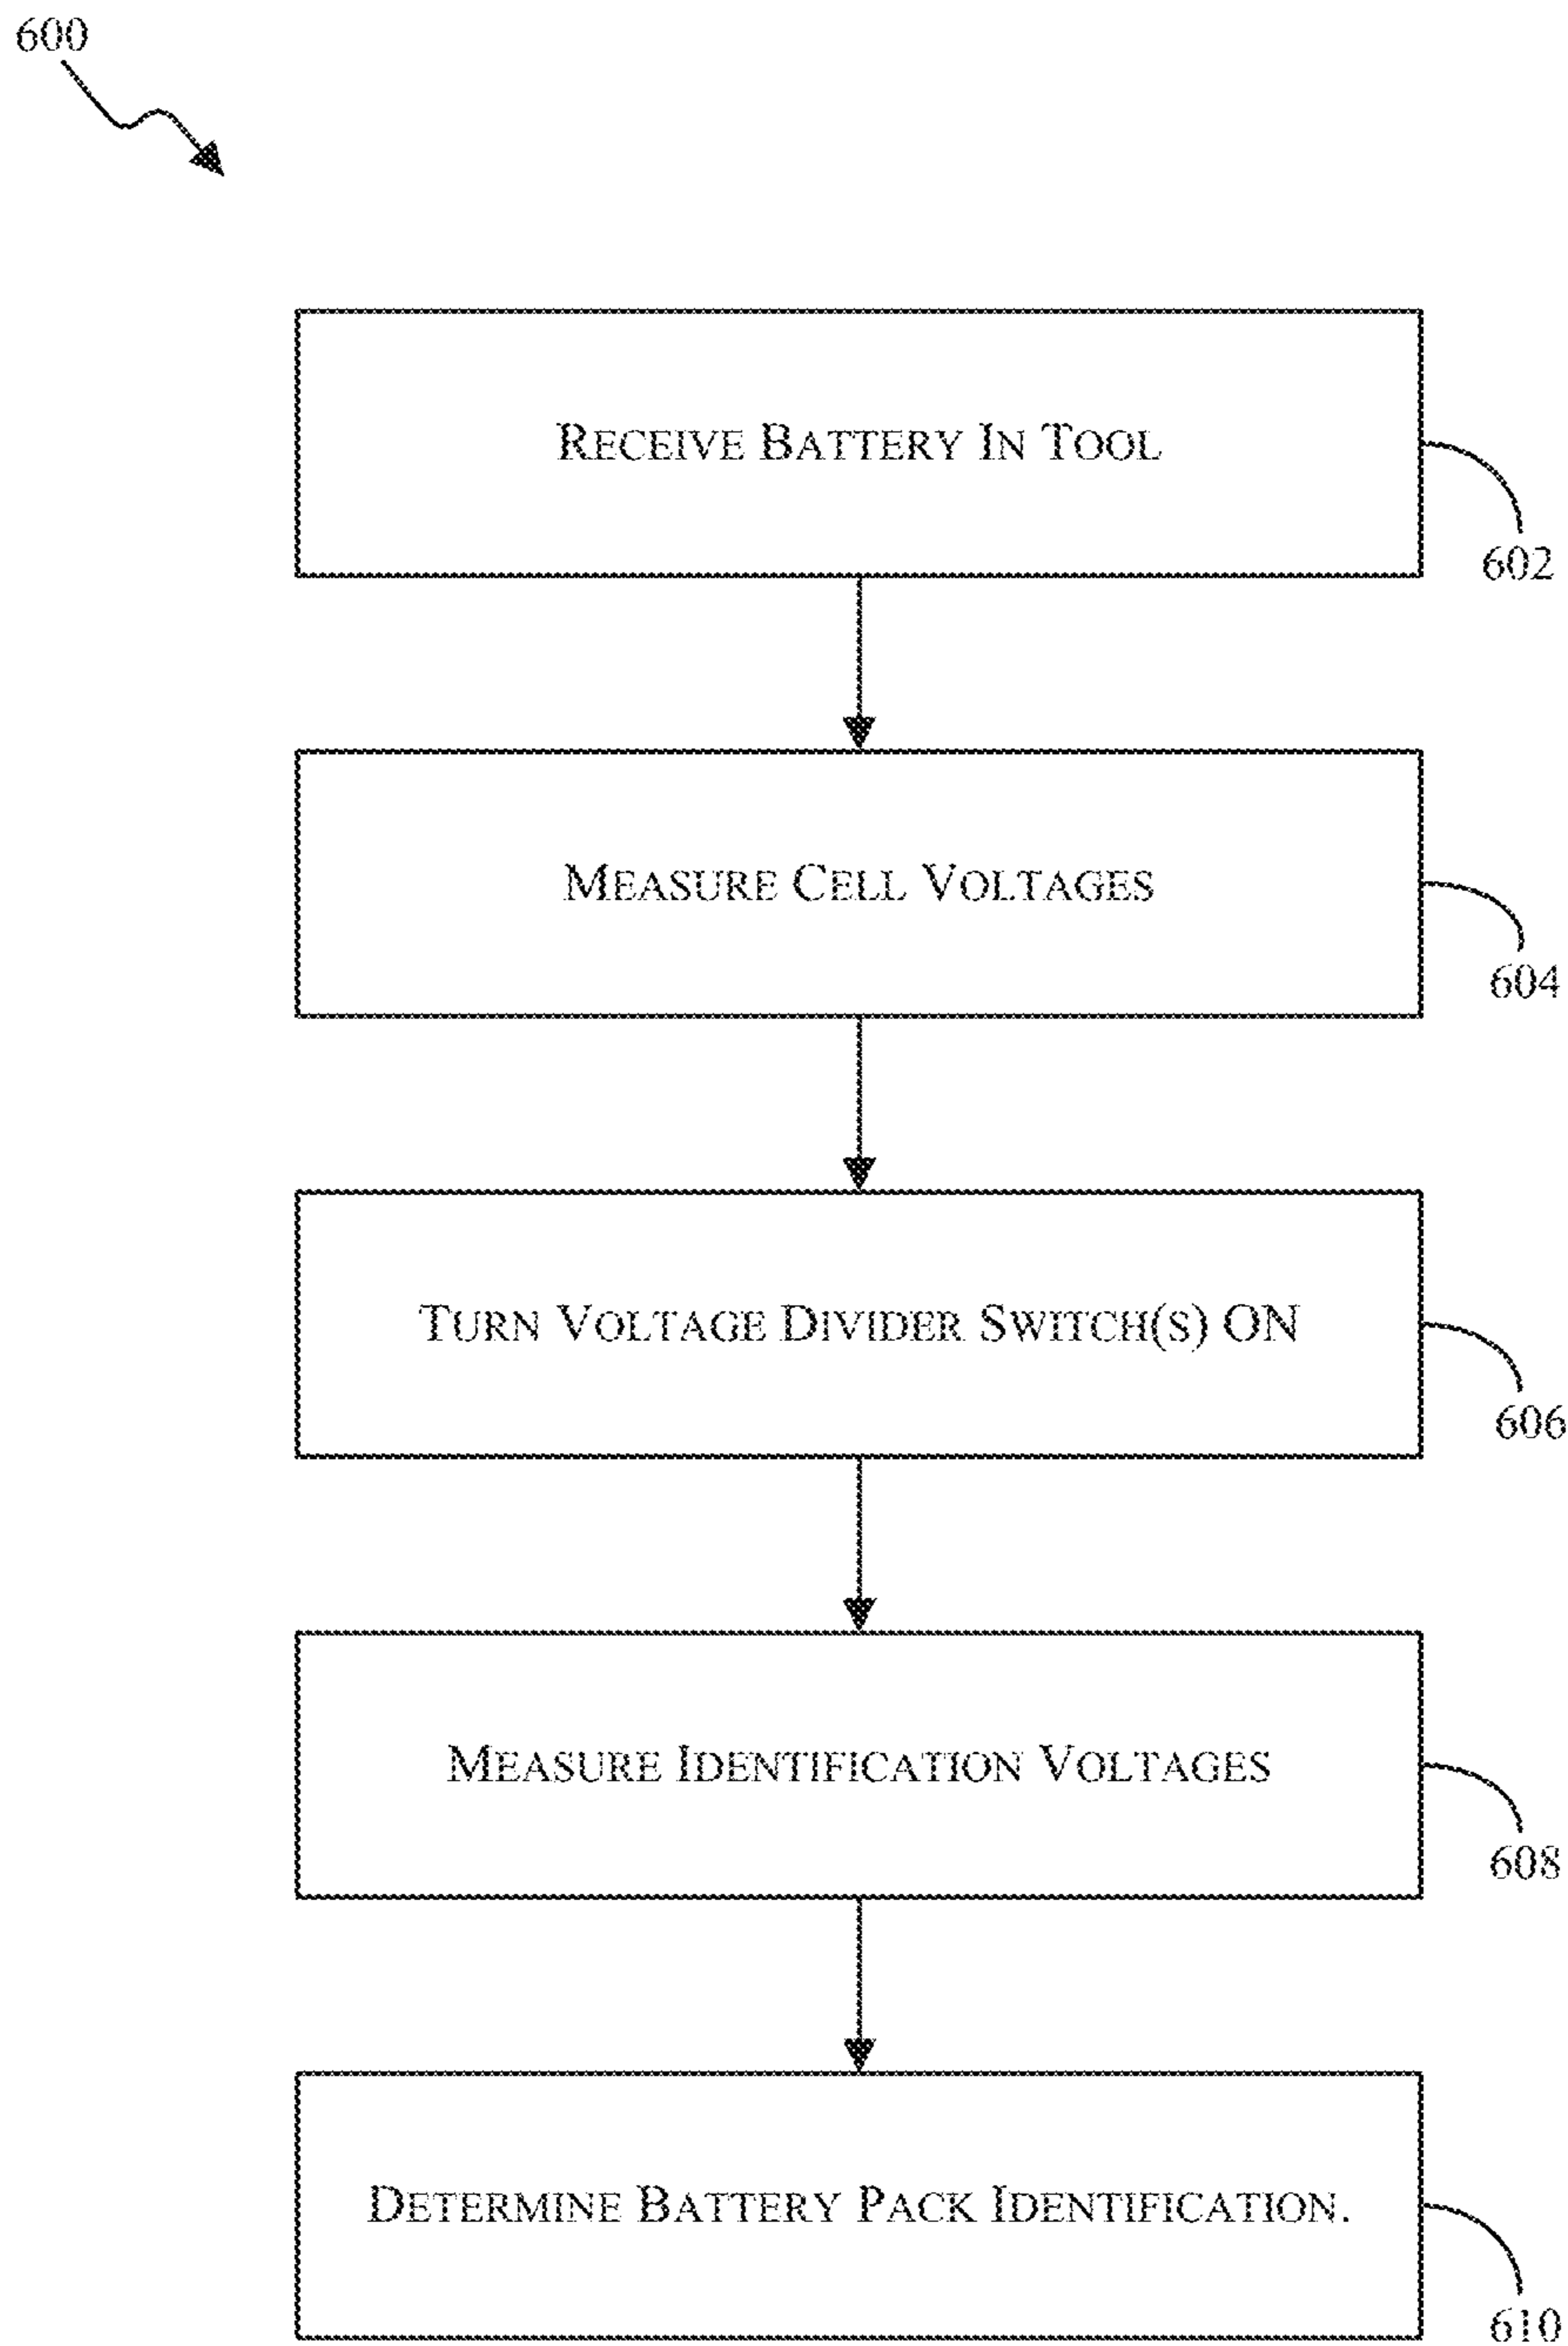 600
RECEIVE BATTERY IN TOOL
602
MEASURE CELL VOLTAGES
604
TURN VOLTAGE DIVIDER SWITCH(S) ON
606
MEASURE IDENTIFICATION VOLTAGES
608
DETERMINE BATTERY PACK IDENTIFICATION.
610